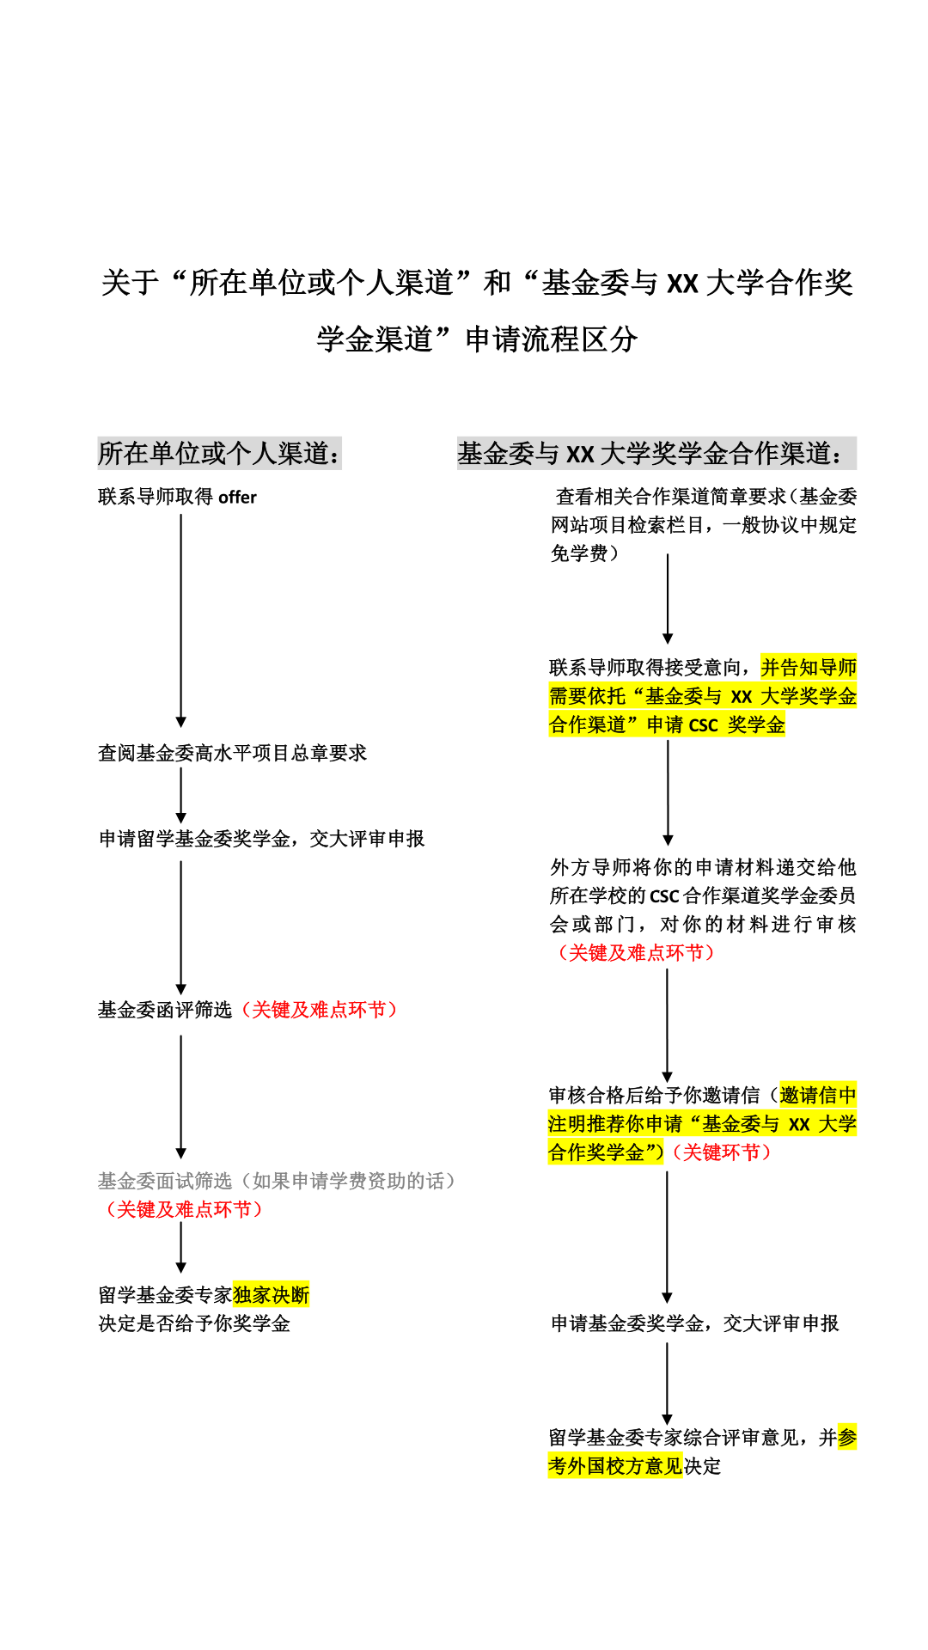 关于“所在单位或个人渠道”和“基金委与 XX 大学合作奖
学金渠道”申请流程区分
所在单位或个人渠道：
联系导师取得 offer
查阅基金委高水平项目总章要求
申请留学基金委奖学金，交大评审申报
基金委函评筛选（关键及难点环节）
基金委面试筛选（如果申请学费资助的话）
（关键及难点环节）
留学基金委专家独家决断
决定是否给予你奖学金
基金委与 XX 大学奖学金合作渠道：
查看相关合作渠道简章要求（基金委
网站项目检索栏目，一般协议中规定
免学费）
联系导师取得接受意向，并告知导师
需要依托“基金委与 XX 大学奖学金
合作渠道”申请 CSC 奖学金
外方导师将你的申请材料递交给他
所在学校的 CSC 合作渠道奖学金委员
会或部门，对你的材料进行审核
（关键及难点环节）
审核合格后给予你邀请信（邀请信中
注明推荐你申请“基金委与 XX 大学
合作奖学金”）（关键环节）
申请基金委奖学金，交大评审申报
留学基金委专家综合评审意见，并参
考外国校方意见决定